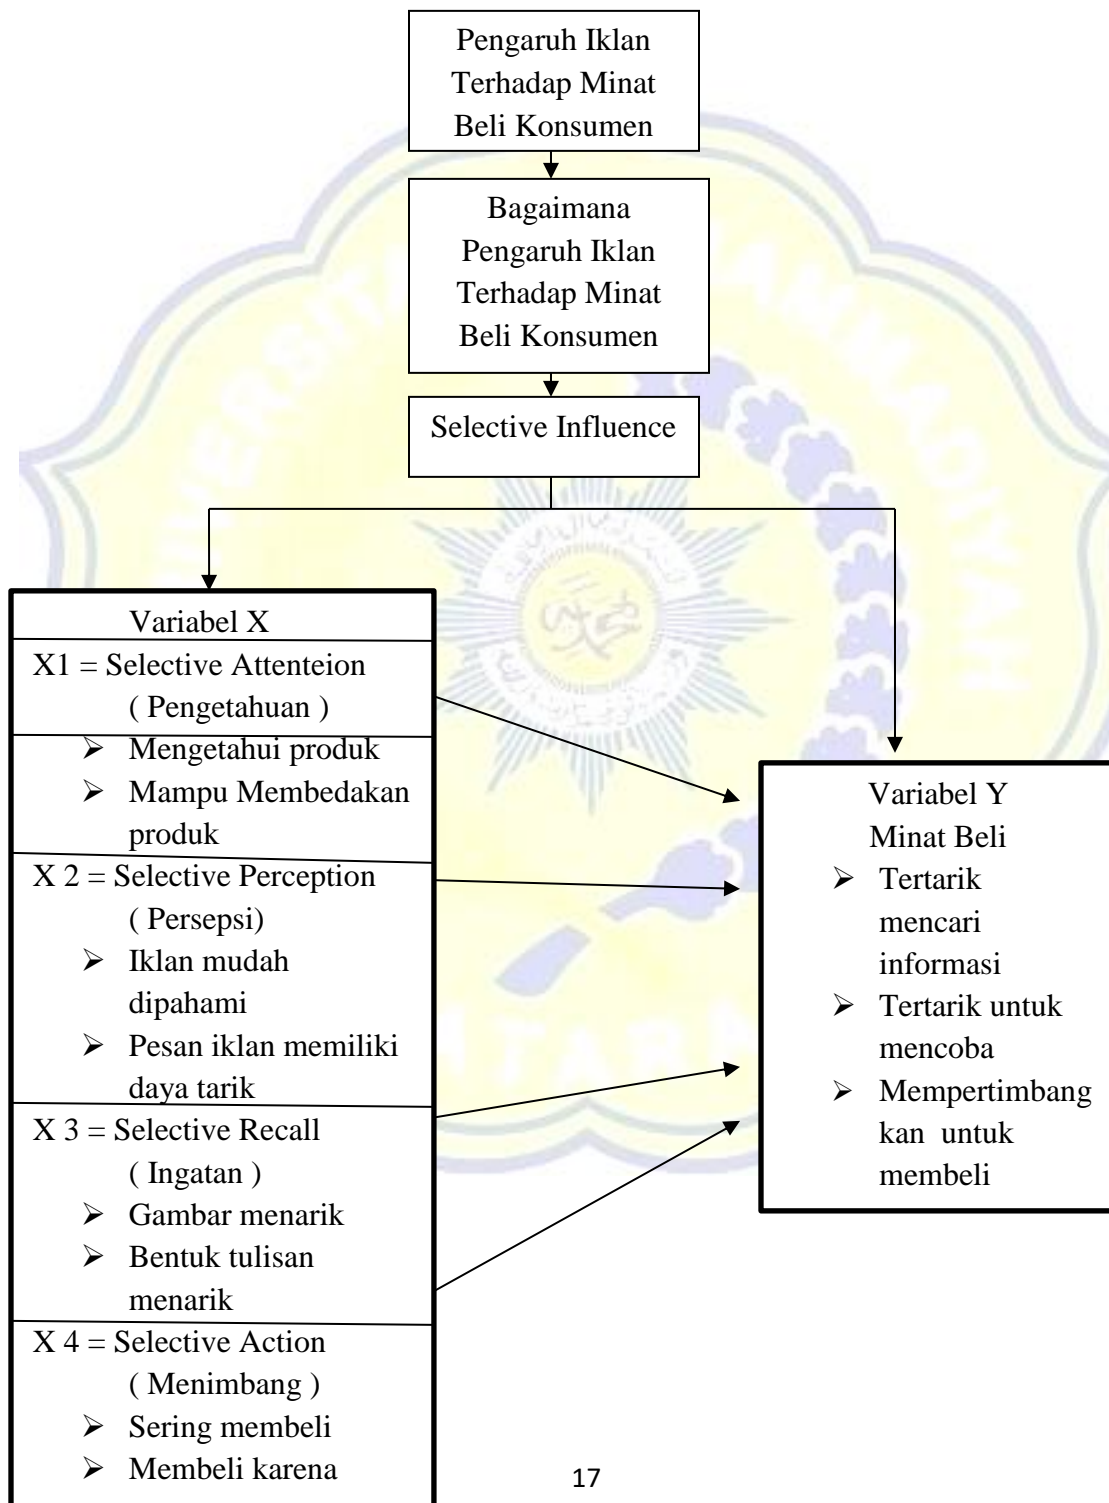 Pengaruh Iklan
Terhadap Minat
Beli Konsumen
Bagaimana
Pengaruh Iklan
Terhadap Minat
Beli Konsumen
Selective Influence
Variabel X
X1 = Selective Attenteion
( Pengetahuan )
➢ Mengetahui produk
➢ Mampu Membedakan
produk
X 2 = Selective Perception
( Persepsi)
➢ Iklan mudah
dipahami
➢ Pesan iklan memiliki
daya tarik
X 3 = Selective Recall
( Ingatan )
➢ Gambar menarik
➢ Bentuk tulisan
menarik
X 4 = Selective Action
( Menimbang )
➢ Sering membeli
➢ Membeli karena
Variabel Y
Minat Beli
➢ Tertarik
mencari
informasi
➢ Tertarik untuk
mencoba
➢ Mempertimbang
kan untuk
membeli
17